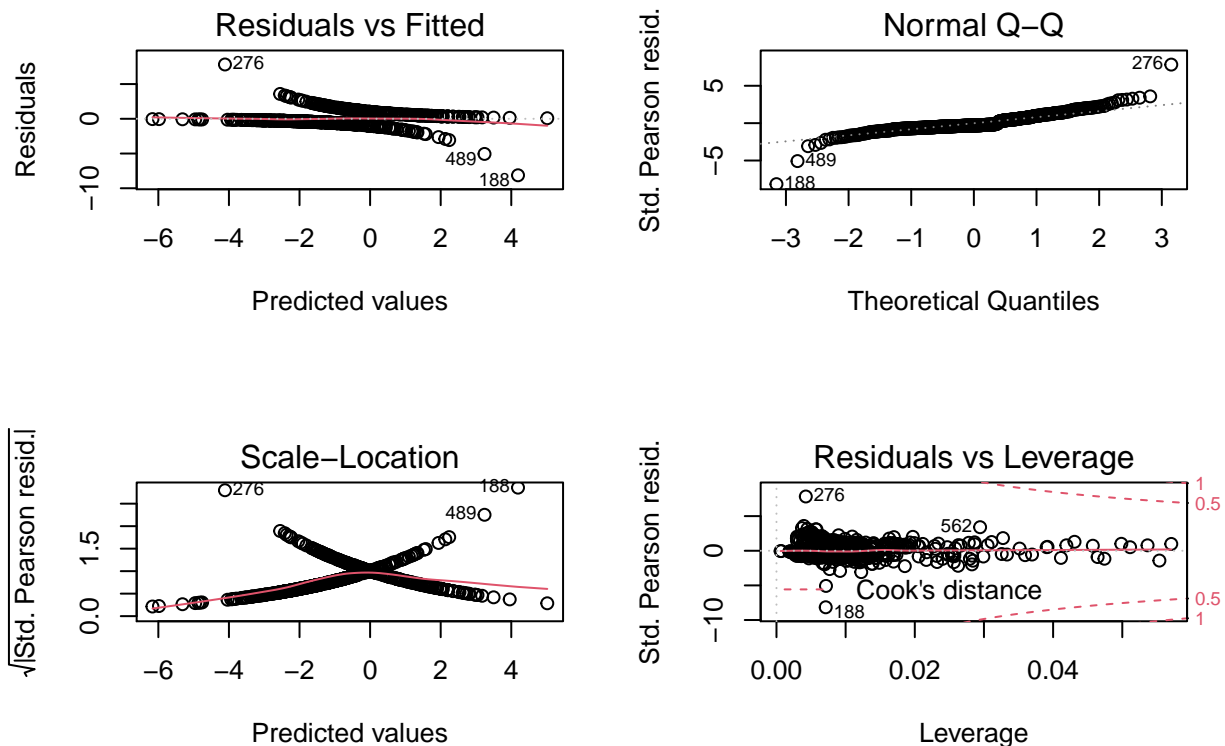 Residuals vs Fitted
Residuals
0
−10
276
489
188
−6 −4 −2 0 2 4
Predicted values
Normal Q−Q
Std. Pearson resid.
5
−5
276
489
188
−3 −2 −1 0 1 2 3
Theoretical Quantiles
Scale−Location
√|Std. Pearson resid.|
1.5
0.0
276
188
489
−6 −4 −2 0 2 4
Predicted values
Residuals vs Leverage
Std. Pearson resid.
0
−10
276
562
188
Cook's distance
1
0.5
0.5
1
0.00 0.02 0.04
Leverage